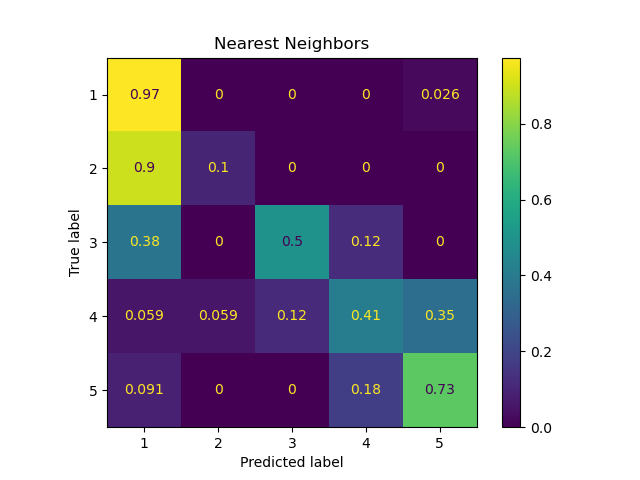 Nearest Neighbors
True label
1 0.97 0 0 0 0.026
2 0.9 0.1 0 0 0
3 0.38 0 0.5 0.12 0
4 0.059 0.059 0.12 0.41 0.35
5 0.091 0 0 0.18 0.73
1 2 3 4 5
Predicted label
0.8
0.6
0.4
0.2
0.0